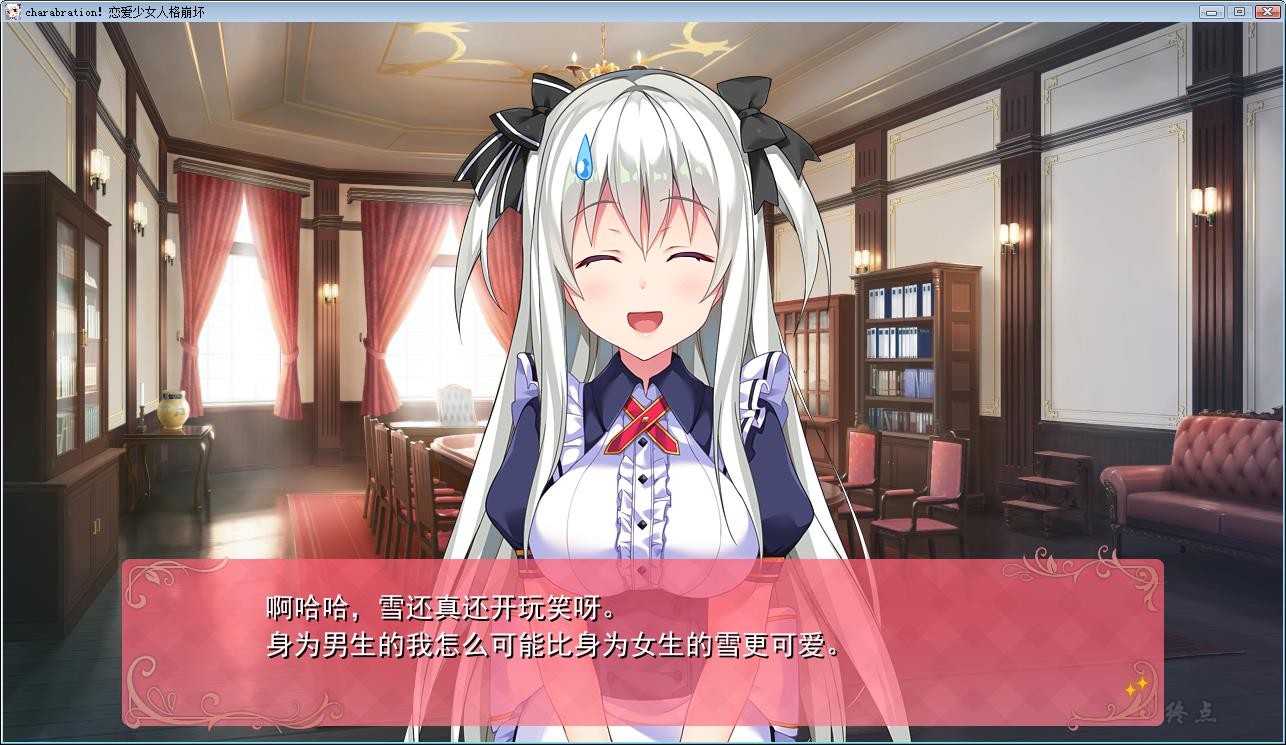 charabration! 恋爱少女人格崩坏
啊哈哈，雪还真还开玩笑呀。
身为男生的我怎么可能比身为女生的雪更可爱。
终点